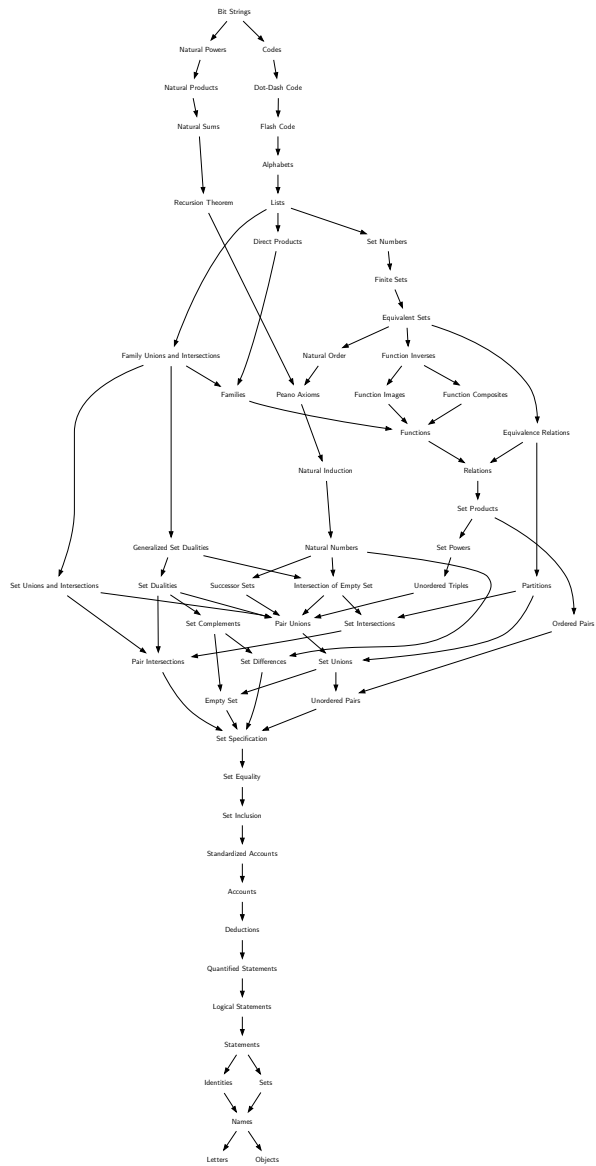 Bit Strings
Natural Powers
Codes
Natural Products
Dot-Dash Code
Natural Sums
Flash Code
Alphabets
Recursion Theorem
Lists
Direct Products
Set Numbers
Finite Sets
Equivalent Sets
Family Unions and Intersections
Natural Order
Function Inverses
Families
Peano Axioms
Function Images
Function Composites
Functions
Equivalence Relations
Natural Induction
Relations
Set Products
Generalized Set Dualities
Natural Numbers
Set Powers
Set Unions and Intersections
Set Dualities
Successor Sets
Intersection of Empty Set
Unordered Triples
Partitions
Set Complements
Pair Unions
Set Intersections
Ordered Pairs
Pair Intersections
Set Differences
Set Unions
Empty Set
Unordered Pairs
Set Specification
Set Equality
Set Inclusion
Standardized Accounts
Accounts
Deductions
Quantified Statements
Logical Statements
Statements
Identities
Sets
Names
Letters
Objects